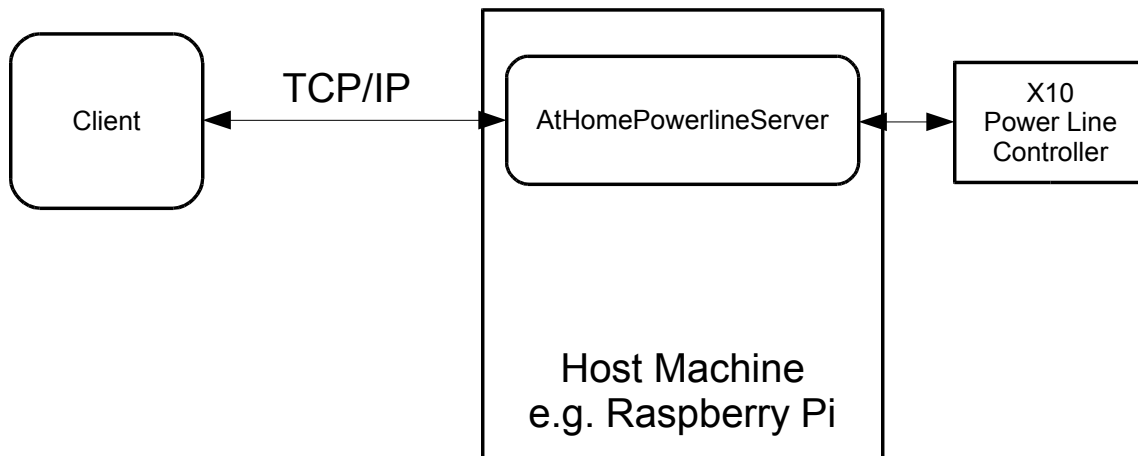 Client
TCP/IP
AtHomePowerlineServer
X10
Power Line
Controller
Host Machine
e.g. Raspberry Pi